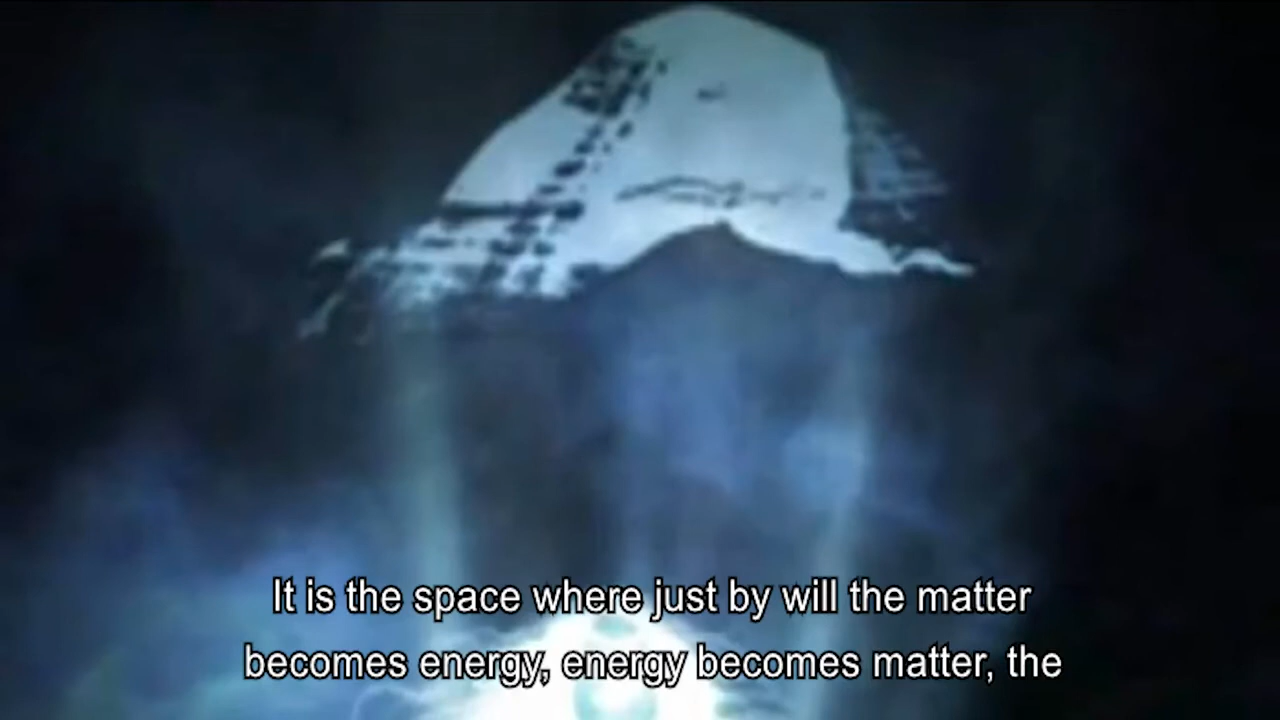 It is the space where just by will the matter
becomes energy, energy becomes matter, the